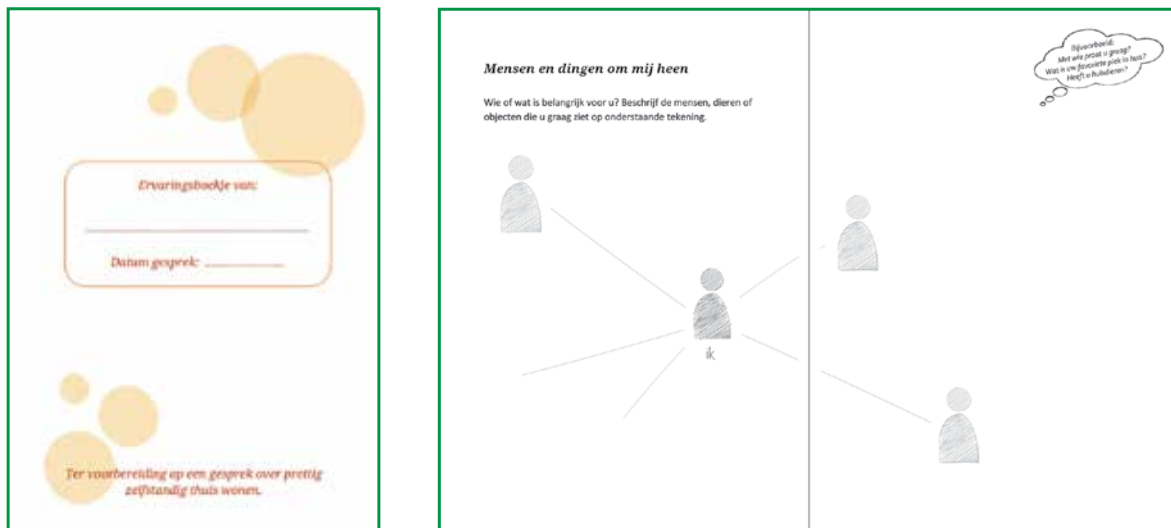 Ervaringsboekje van:
Datum gesprek:
Ter voorbereiding op een gesprek over prettig
zelfstandig thuis wonen.
Mensen en dingen om mij heen
Wie of wat is belangrijk voor u? Beschrijf de mensen, dieren of
objecten die u graag ziet op onderstaande tekening.
ik
Bijvoorbeeld:
Met wie praat u graag?
Wat is uw favoriete plek in huis?
Heeft u huisdieren?